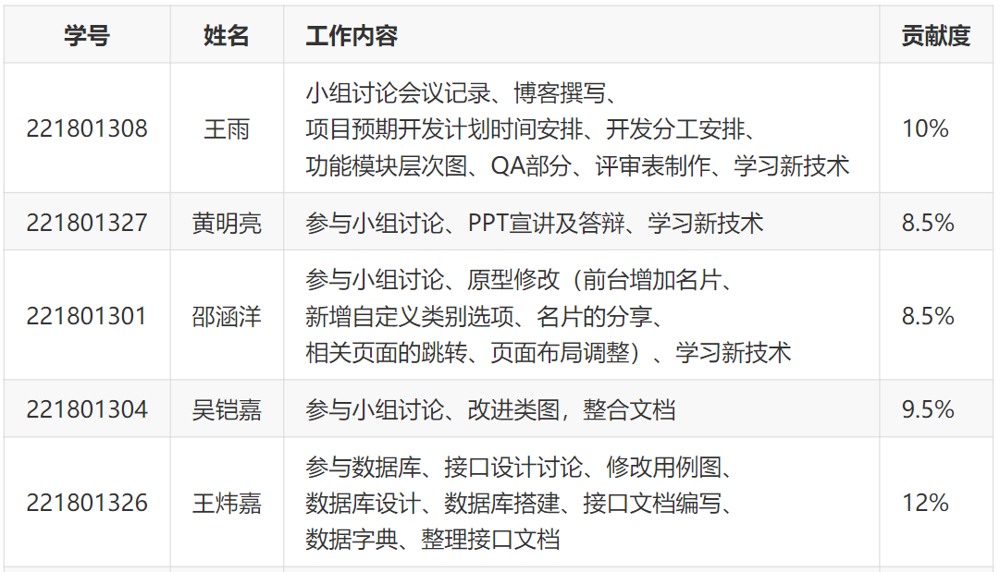 学号 姓名 工作内容 贡献度
小组讨论会议记录、博客撰写、
221801308 王雨 项目预期开发计划时间安排、开发分工安排、 10%
功能模块层次图、QA部分、评审表制作、学习新技术
221801327 黄明亮 参与小组讨论、PPT宣讲及答辩、学习新技术 8.5%
参与小组讨论、原型修改（前台增加名片、
221801301 邵涵洋 新增自定义类别选项、名片的分享、 8.5%
相关页面的跳转、页面布局调整）、学习新技术
221801304 吴铠嘉 参与小组讨论、改进类图，整合文档 9.5%
参与数据库、接口设计讨论、修改用例图、
221801326 王炜嘉 数据库设计、数据库搭建、接口文档编写、 12%
数据字典、整理接口文档